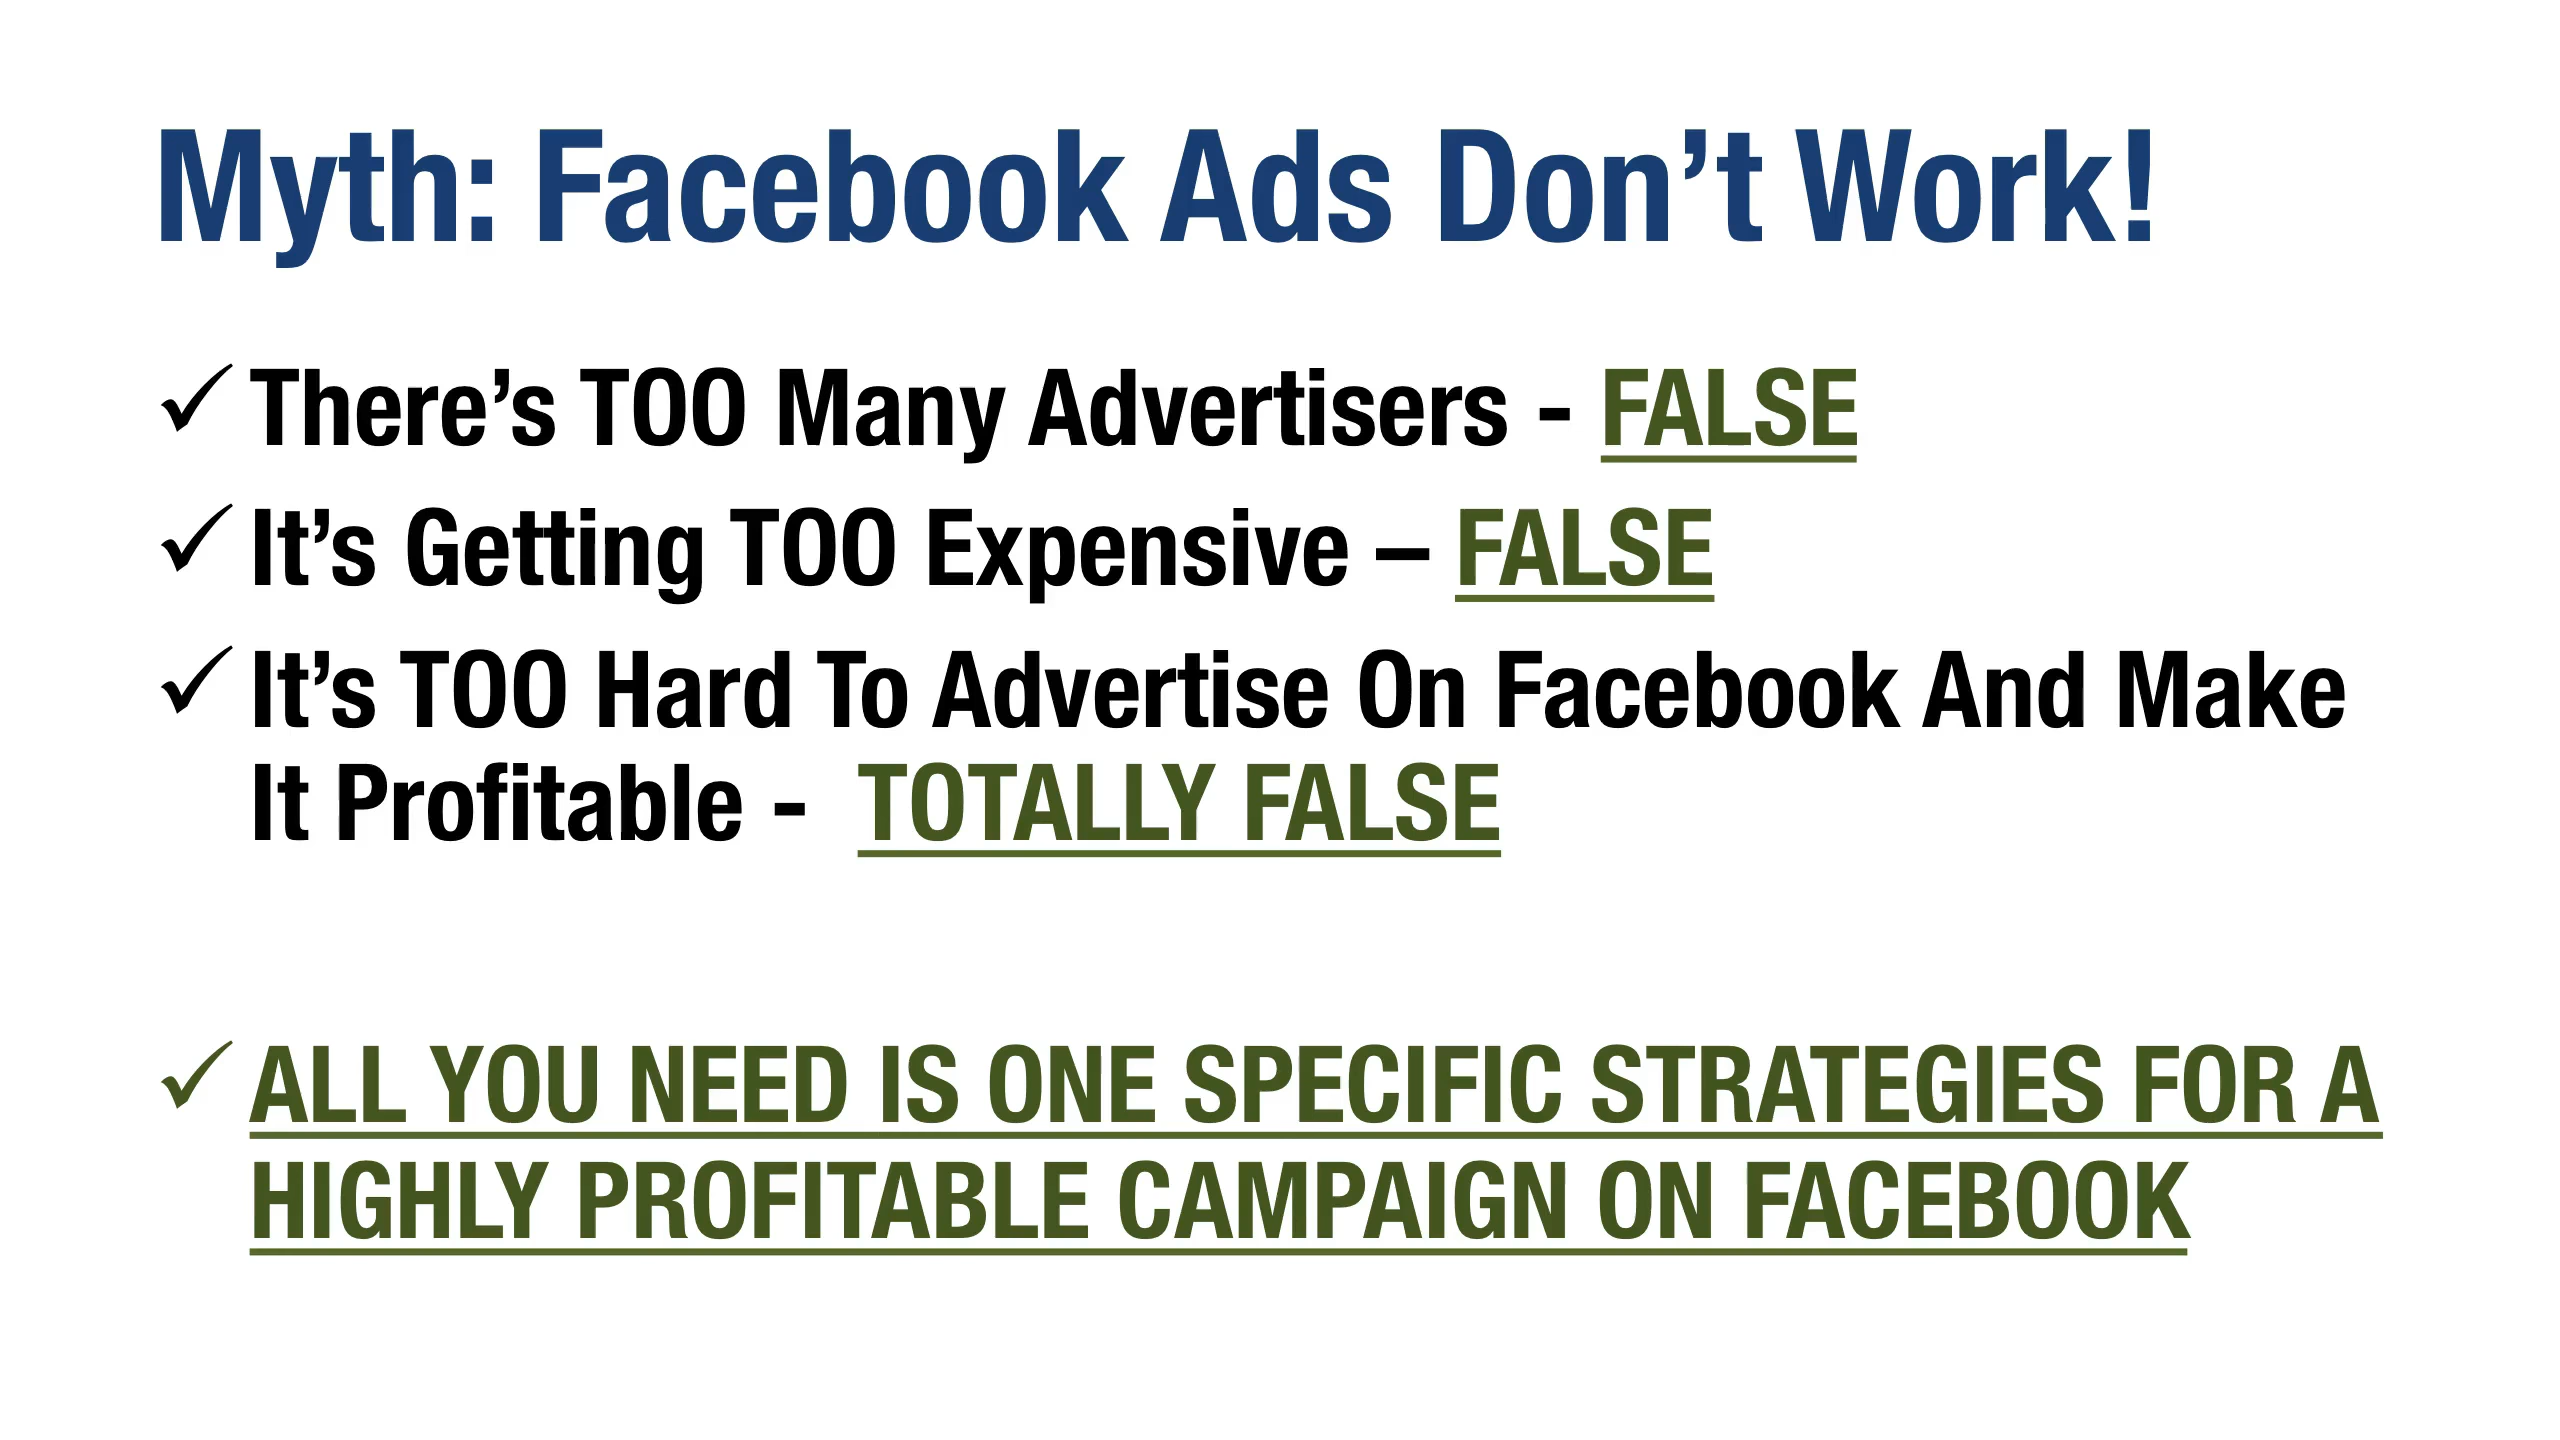 Myth: Facebook Ads Don’t Work!
✓ There’s TOO Many Advertisers - FALSE
✓ It’s Getting TOO Expensive – FALSE
✓ It’s TOO Hard To Advertise On Facebook And Make
It Profitable - TOTALLY FALSE
✓ ALL YOU NEED IS ONE SPECIFIC STRATEGIES FOR A
HIGHLY PROFITABLE CAMPAIGN ON FACEBOOK